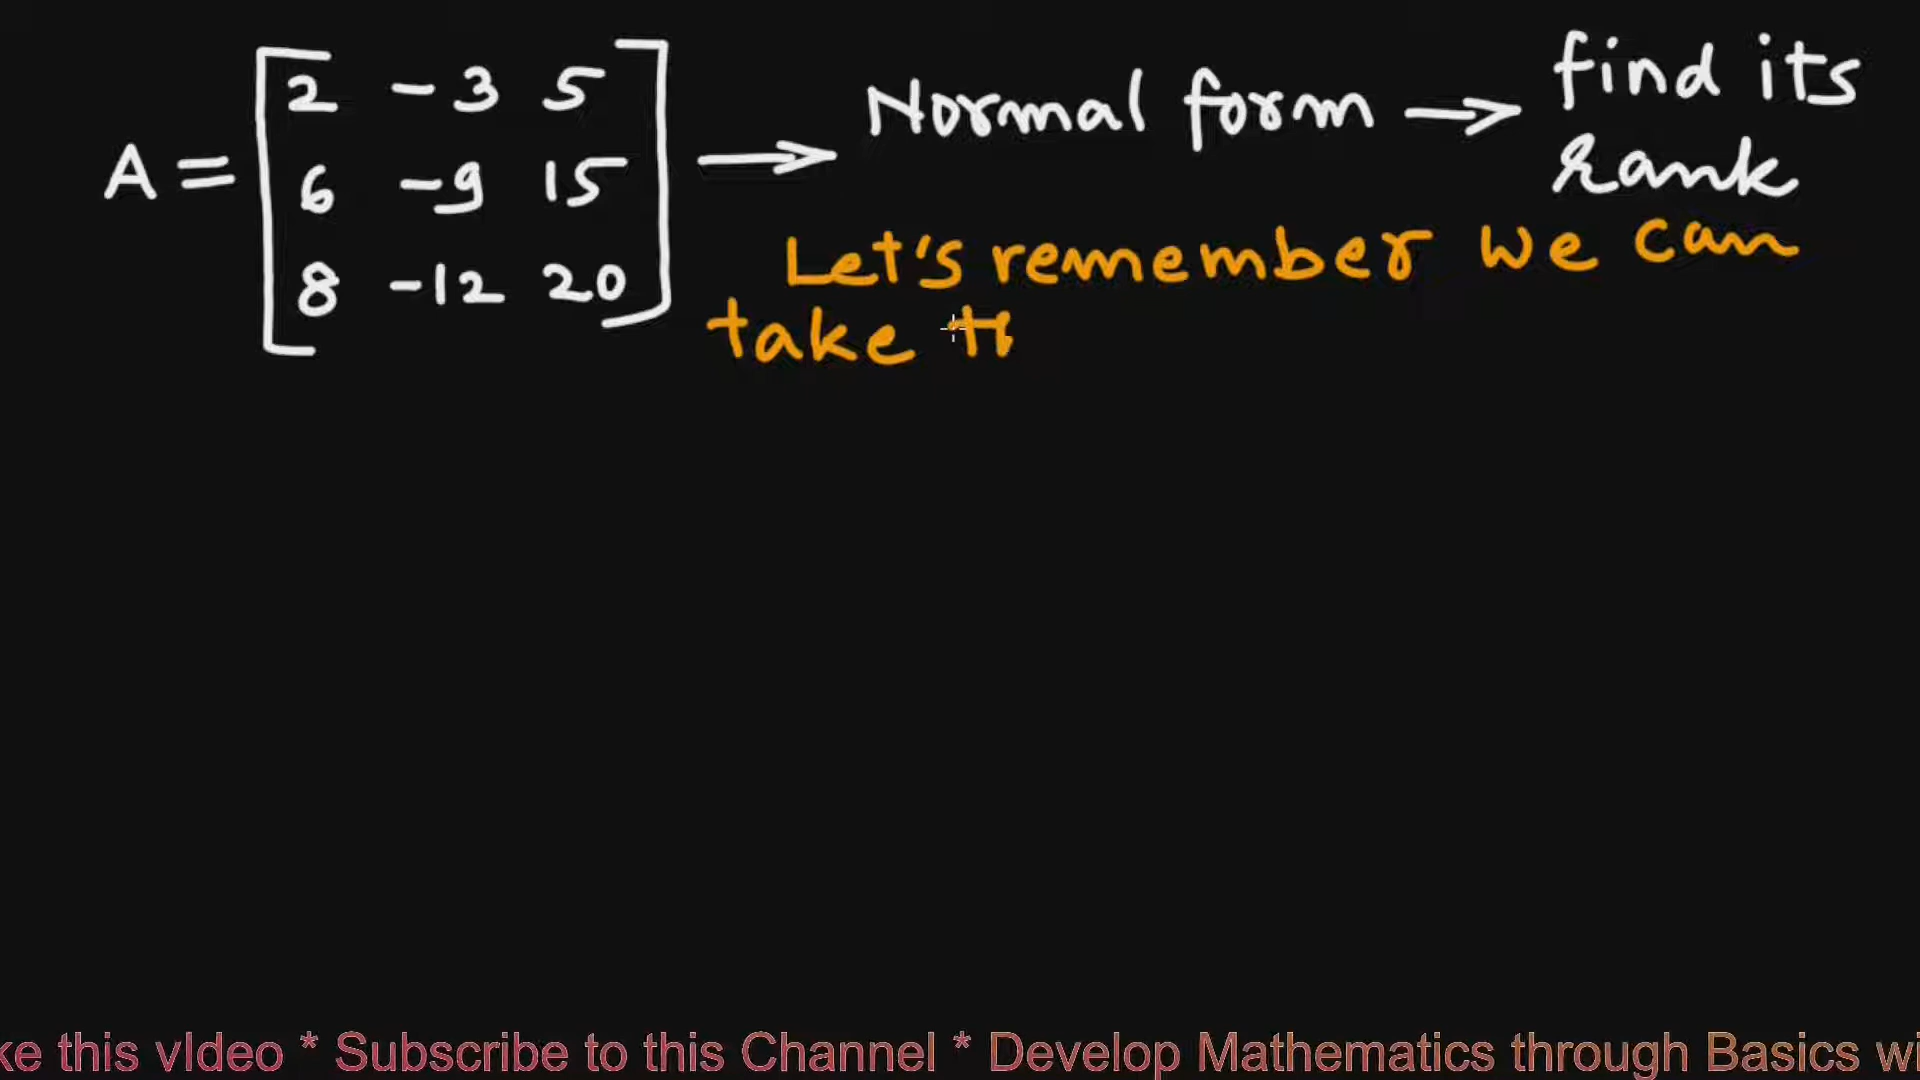 A = [2 -3 5 → Normal form → find its
6 -9 15 rank
8 -12 20] Let's remember we can
take
ke this vIdeo * Subscribe to this Channel * Develop Mathematics through Basics wi